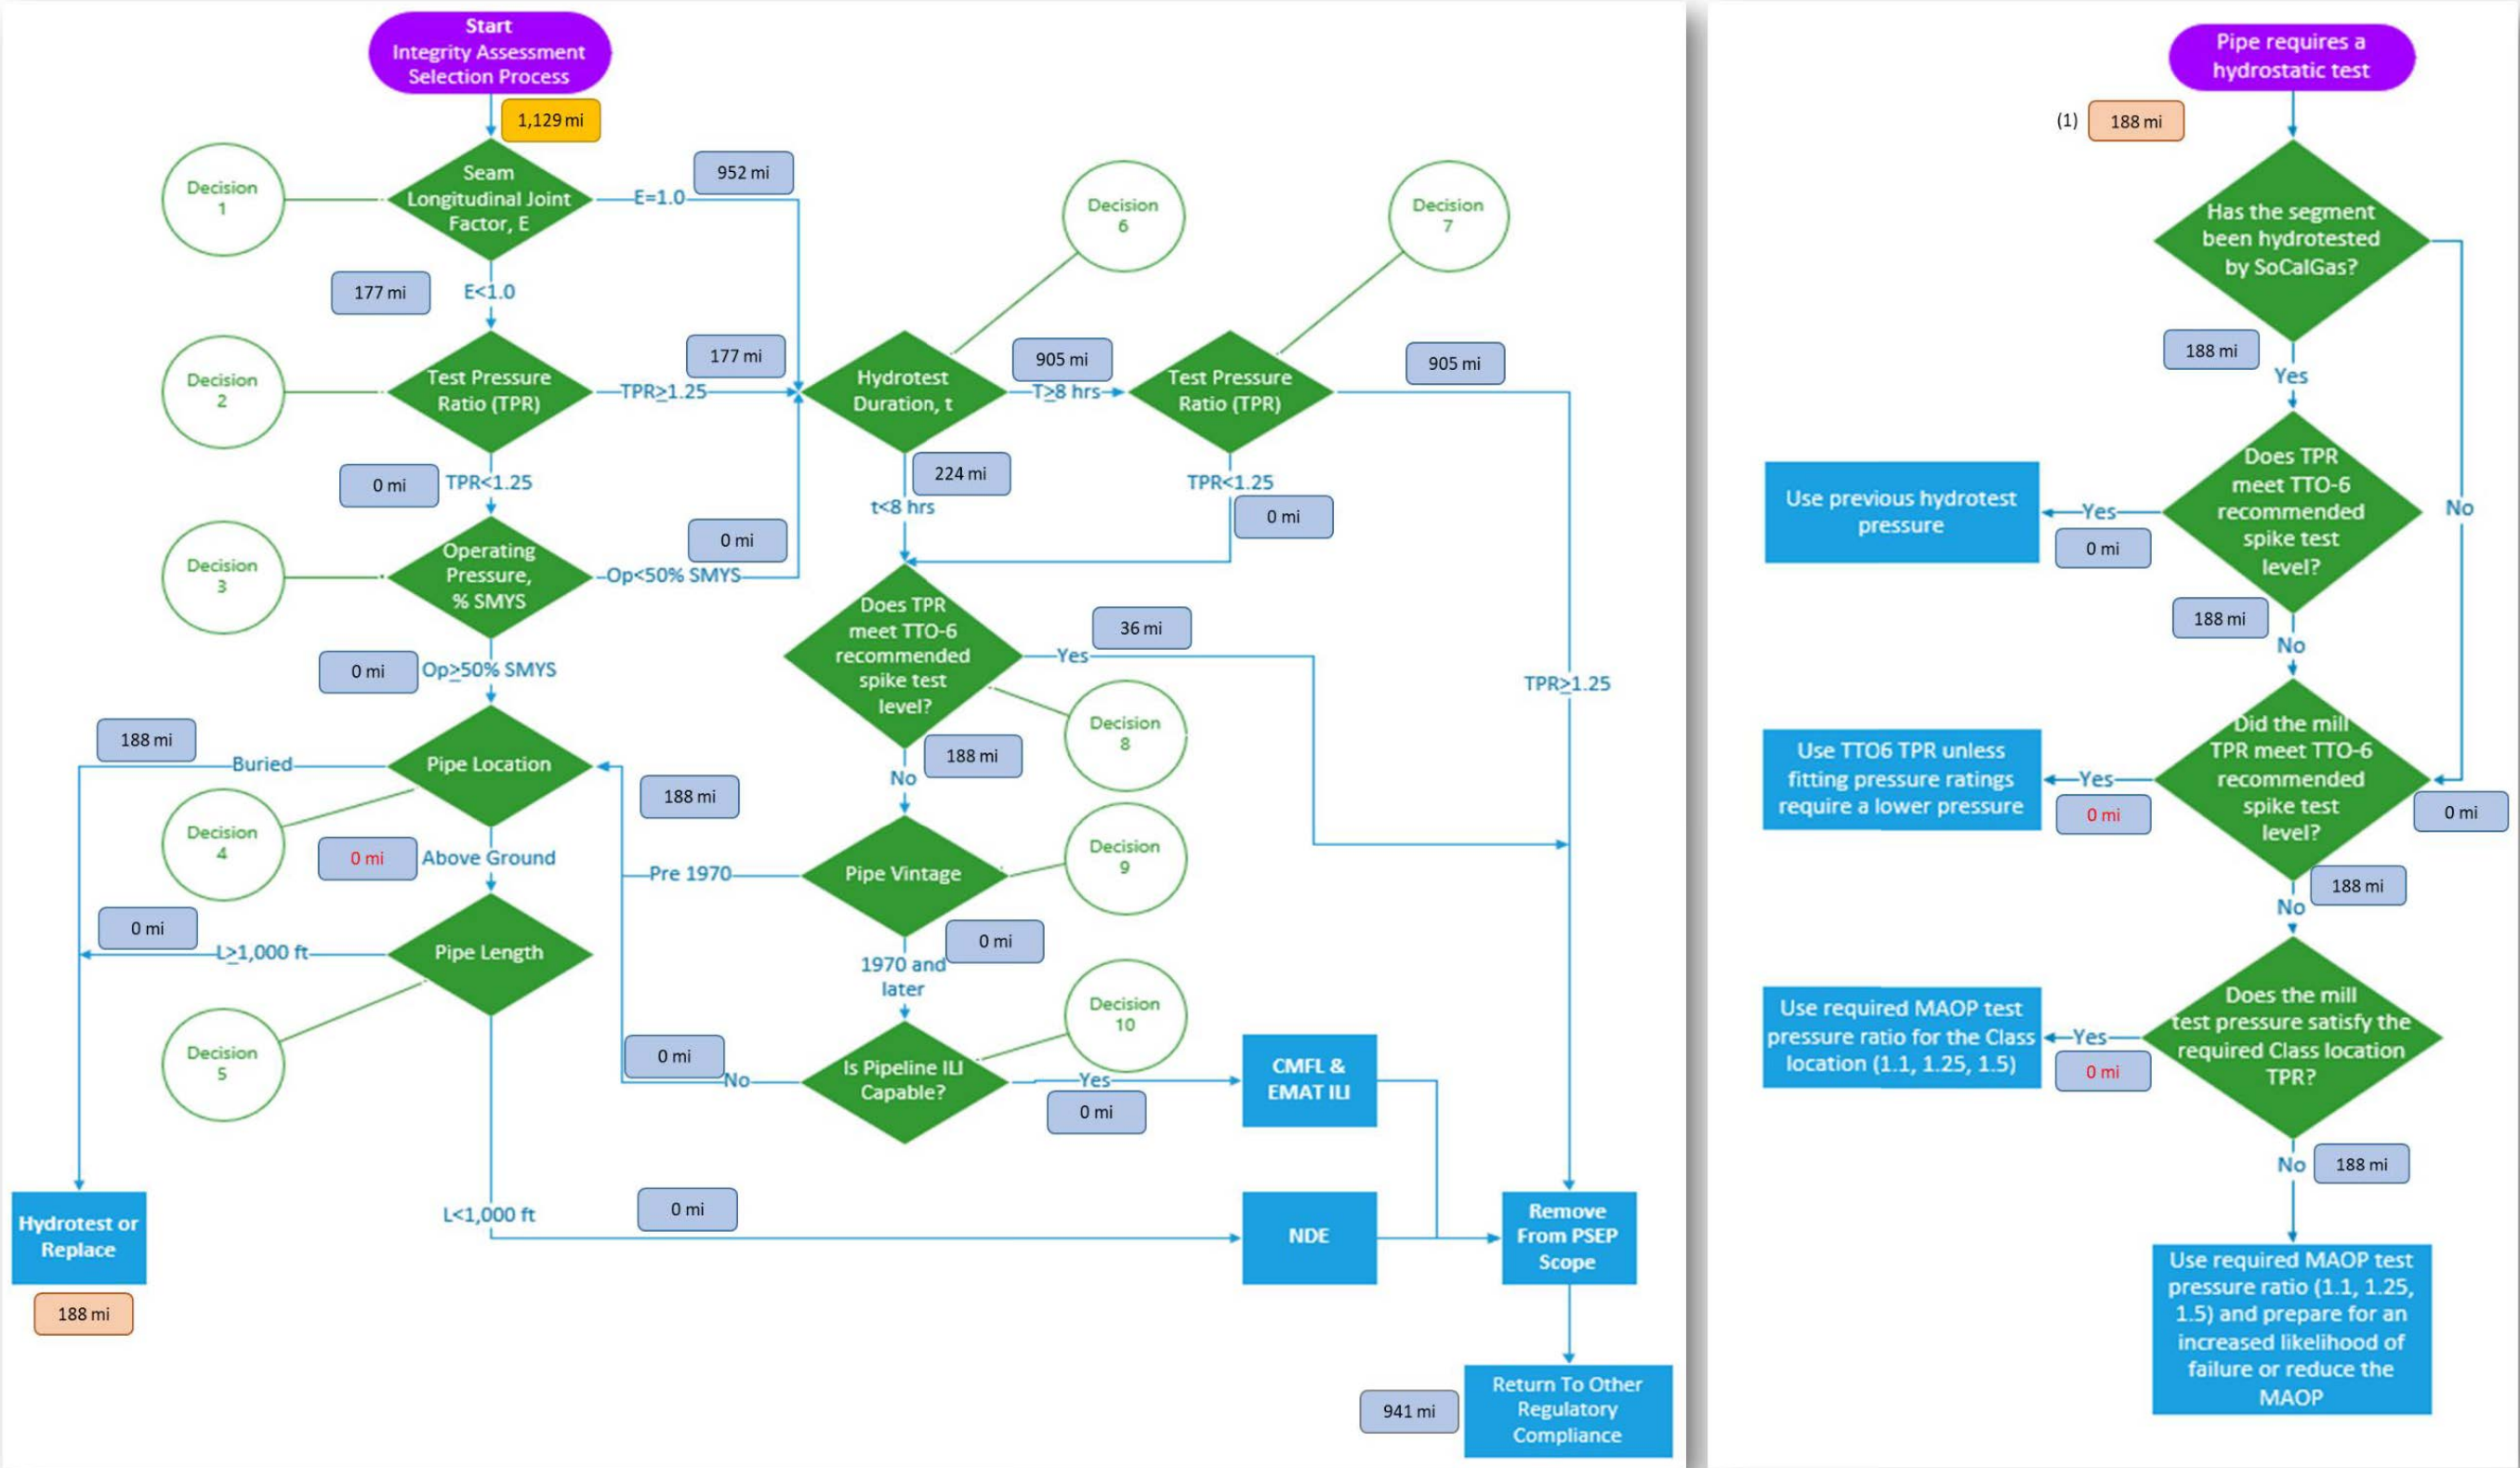 Start
Integrity Assessment
Selection Process
1,129 mi
Decision
1
Seam
Longitudinal Joint
Factor, E
E=1.0
952 mi
177 mi
E<1.0
Decision
2
Test Pressure
Ratio (TPR)
TPR≥1.25
177 mi
0 mi
TPR<1.25
Decision
3
Operating
Pressure,
% SMYS
Op<50% SMYS
0 mi
0 mi
Op≥50% SMYS
188 mi
Buried
Pipe Location
Decision
4
0 mi
Above Ground
0 mi
L≥1,000 ft
Pipe Length
Decision
5
L<1,000 ft
0 mi
Hydrotest or
Replace
188 mi
Decision
6
Decision
7
Hydrotest
Duration, t
905 mi
T≥8 hrs
Test Pressure
Ratio (TPR)
905 mi
224 mi
t<8 hrs
TPR<1.25
0 mi
Does TPR
meet TTO-6
recommended
spike test
level?
36 mi
Yes
TPR≥1.25
Decision
8
188 mi
No
188 mi
Pre 1970
Pipe Vintage
Decision
9
0 mi
1970 and
later
Decision
10
0 mi
No
Is Pipeline ILI
Capable?
Yes
0 mi
CMFL &
EMAT ILI
NDE
Remove
From PSEP
Scope
941 mi
Return To Other
Regulatory
Compliance
Pipe requires a
hydrostatic test
(1)
188 mi
Has the segment
been hydrotested
by SoCalGas?
188 mi
Yes
No
Does TPR
meet TTO-6
recommended
spike test
level?
Yes
0 mi
Use previous hydrotest
pressure
188 mi
No
Did the mill
TPR meet TTO-6
recommended
spike test
level?
0 mi
Yes
0 mi
Use TTO6 TPR unless
fitting pressure ratings
require a lower pressure
188 mi
No
Does the mill
test pressure satisfy the
required Class location
TPR?
Yes
0 mi
Use required MAOP test
pressure ratio for the Class
location (1.1, 1.25, 1.5)
No
188 mi
Use required MAOP test
pressure ratio (1.1, 1.25,
1.5) and prepare for an
increased likelihood of
failure or reduce the
MAOP